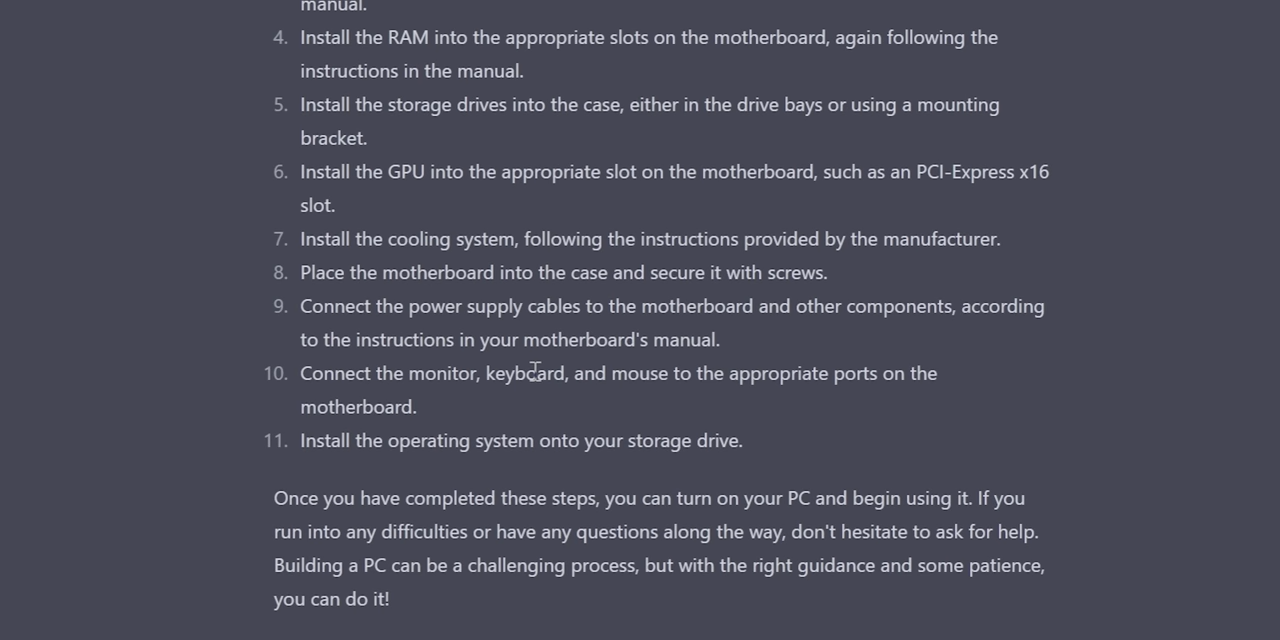 manual.
4. Install the RAM into the appropriate slots on the motherboard, again following the
instructions in the manual.
5. Install the storage drives into the case, either in the drive bays or using a mounting
bracket.
6. Install the GPU into the appropriate slot on the motherboard, such as an PCI-Express x16
slot.
7. Install the cooling system, following the instructions provided by the manufacturer.
8. Place the motherboard into the case and secure it with screws.
9. Connect the power supply cables to the motherboard and other components, according
to the instructions in your motherboard's manual.
10. Connect the monitor, keyboard, and mouse to the appropriate ports on the
motherboard.
11. Install the operating system onto your storage drive.
Once you have completed these steps, you can turn on your PC and begin using it. If you
run into any difficulties or have any questions along the way, don't hesitate to ask for help.
Building a PC can be a challenging process, but with the right guidance and some patience,
you can do it!